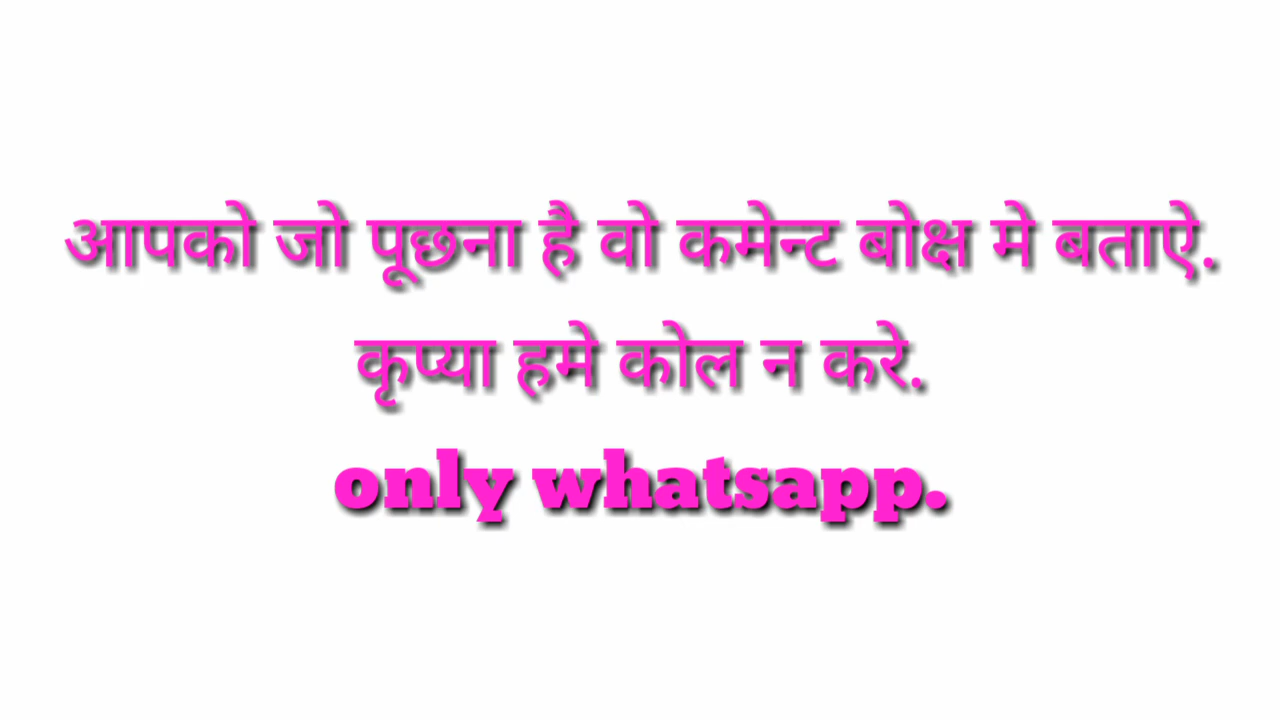 आपको जो पूछना है वो कमेन्ट बोक्ष मे बताऐ.
कृप्या हमे कोल न करे.
only whatsapp.